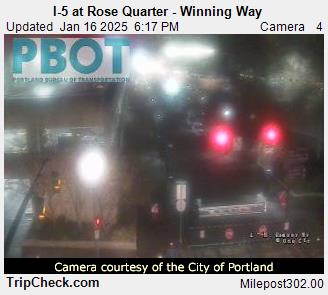 I-5 at Rose Quarter - Winning Way
Updated Jan 16 2025 6:17 PM Camera 4
PBOT
PORTLAND BUREAU OF TRANSPORTATION
Camera courtesy of the City of Portland
TripCheck.com Milepost302.00